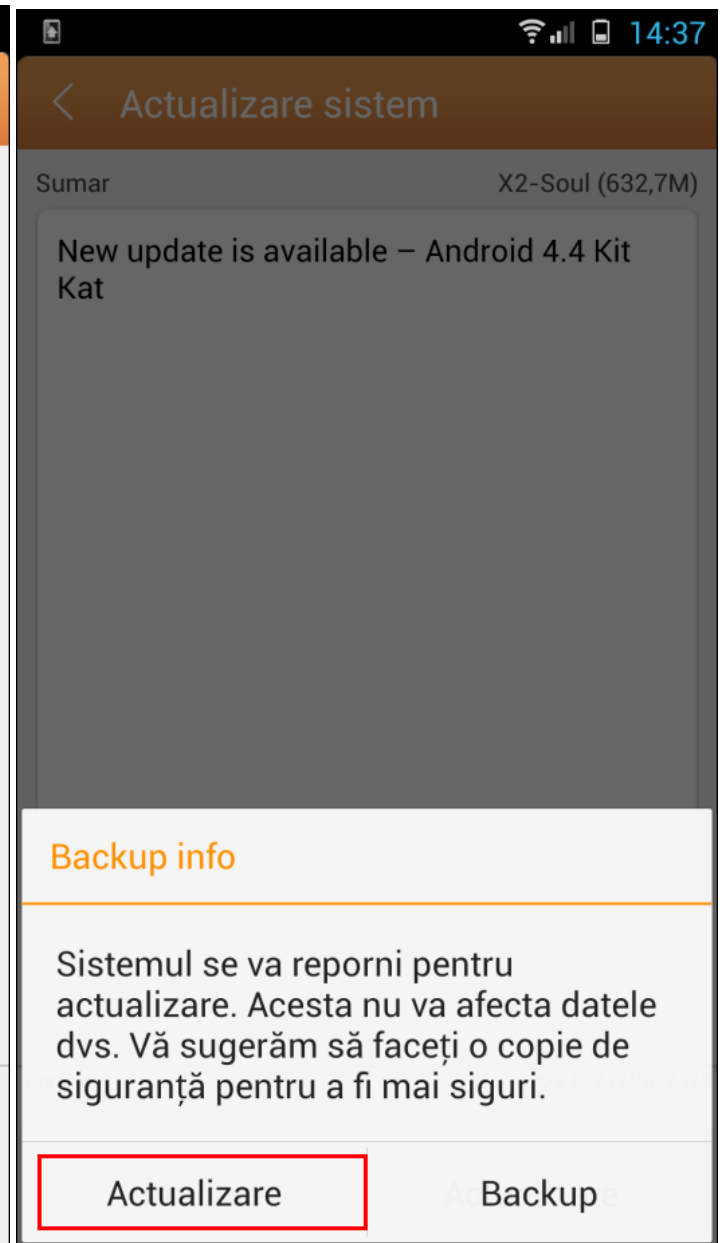 14:37
Actualizare sistem
Sumar X2-Soul (632,7M)
New update is available – Android 4.4 Kit
Kat
Backup info
Sistemul se va reporni pentru
actualizare. Acesta nu va afecta datele
dvs. Vă sugerăm să faceți o copie de
siguranță pentru a fi mai siguri.
Actualizare Backup